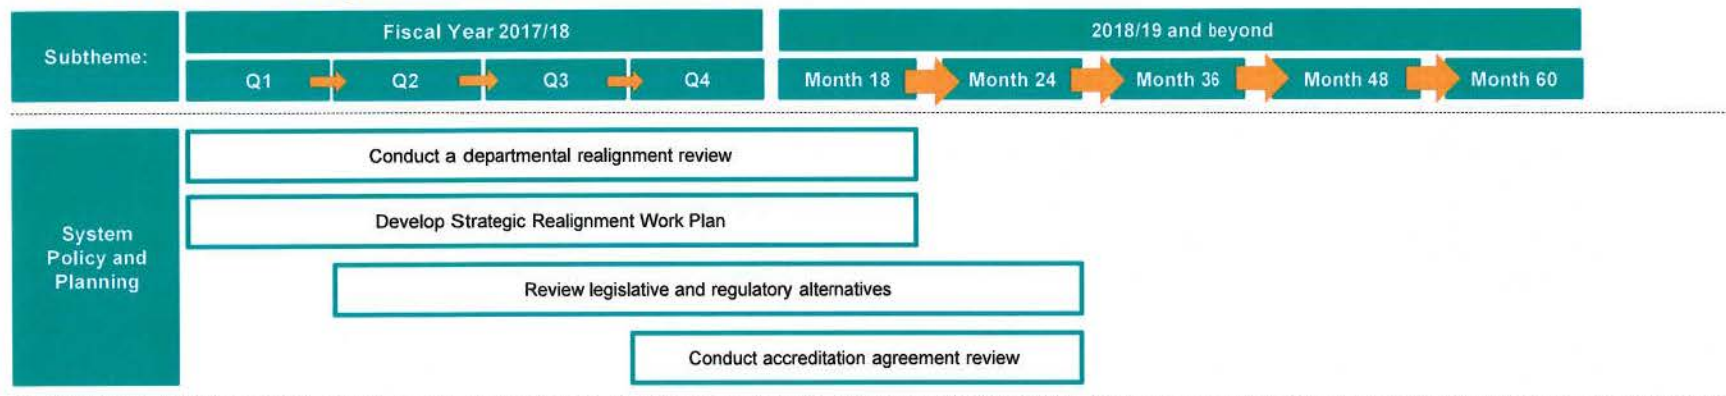 Subtheme:
Fiscal Year 2017/18
2018/19 and beyond
Q1
Q2
Q3
Q4
Month 18
Month 24
Month 36
Month 48
Month 60
System
Policy and
Planning
Conduct a departmental realignment review
Develop Strategic Realignment Work Plan
Review legislative and regulatory alternatives
Conduct accreditation agreement review